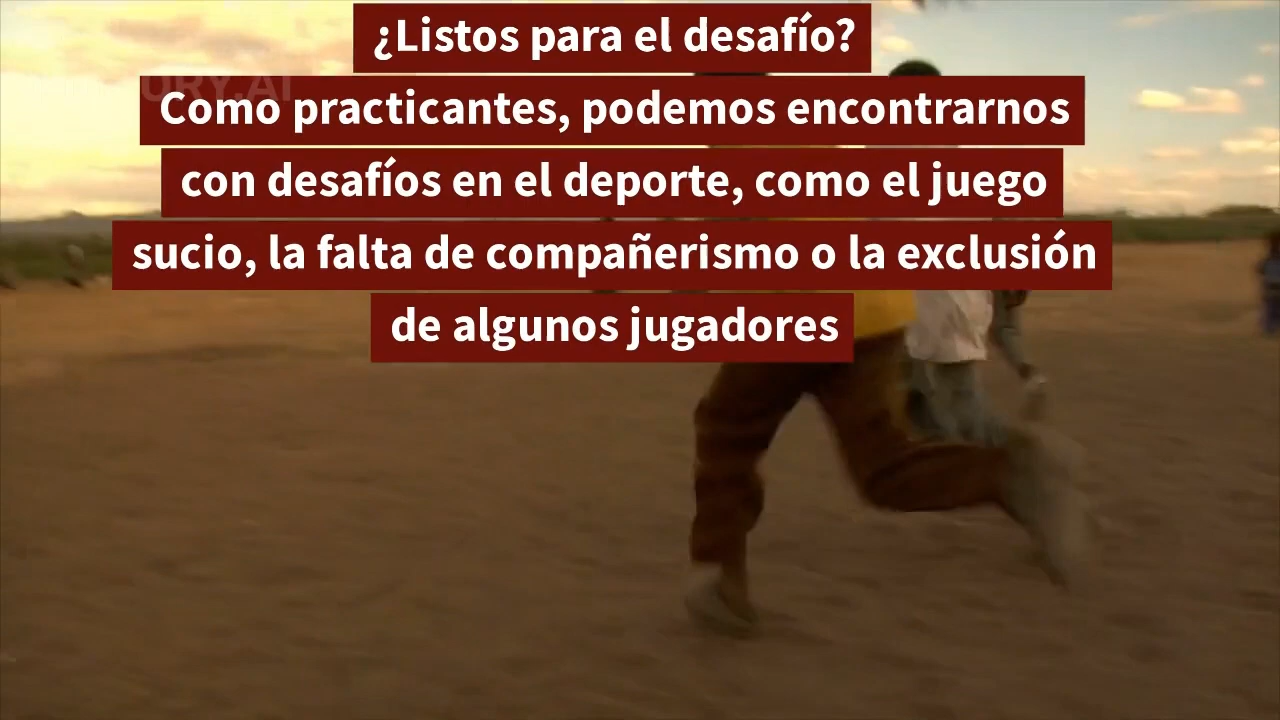 ¿Listos para el desafío?
Como practicantes, podemos encontrarnos
con desafíos en el deporte, como el juego
sucio, la falta de compañerismo o la exclusión
de algunos jugadores